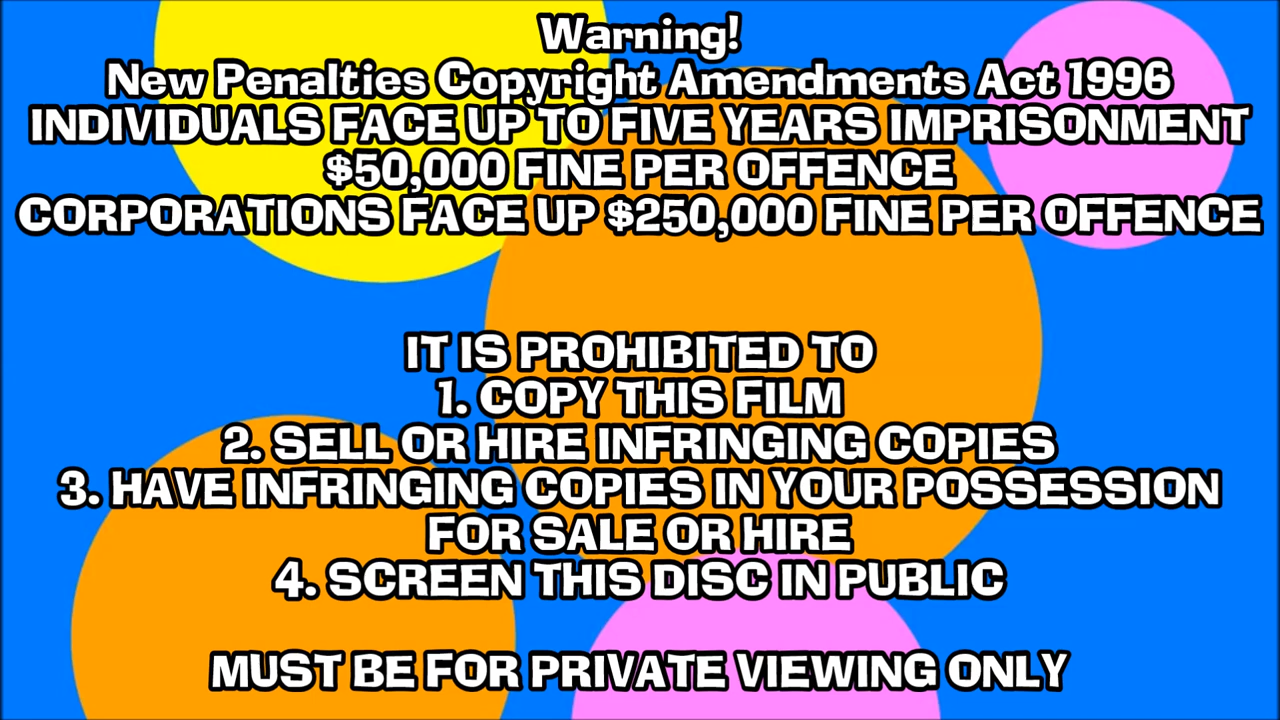 Warning!
New Penalties Copyright Amendments Act 1996
INDIVIDUALS FACE UP TO FIVE YEARS IMPRISONMENT
$50,000 FINE PER OFFENCE
CORPORATIONS FACE UP $250,000 FINE PER OFFENCE
IT IS PROHIBITED TO
1. COPY THIS FILM
2. SELL OR HIRE INFRINGING COPIES
3. HAVE INFRINGING COPIES IN YOUR POSSESSION
FOR SALE OR HIRE
4. SCREEN THIS DISC IN PUBLIC
MUST BE FOR PRIVATE VIEWING ONLY